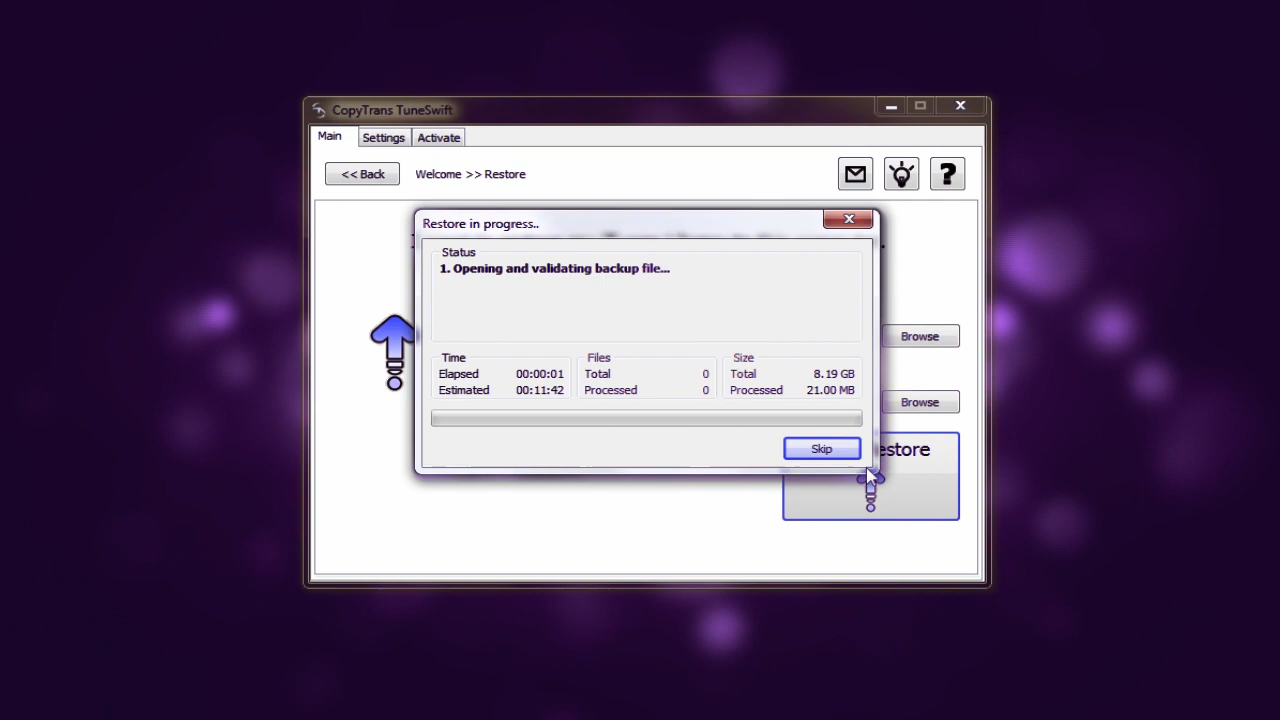 CopyTrans TuneSwift
Main
Settings
Activate
<< Back
Welcome >> Restore
?
Restore in progress..
Status
1. Opening and validating backup file...
Browse
Time
Files
Size
Elapsed 00:00:01
Total 0
Total 8.19 GB
Estimated 00:11:42
Processed 0
Processed 21.00 MB
Browse
Skip
estore